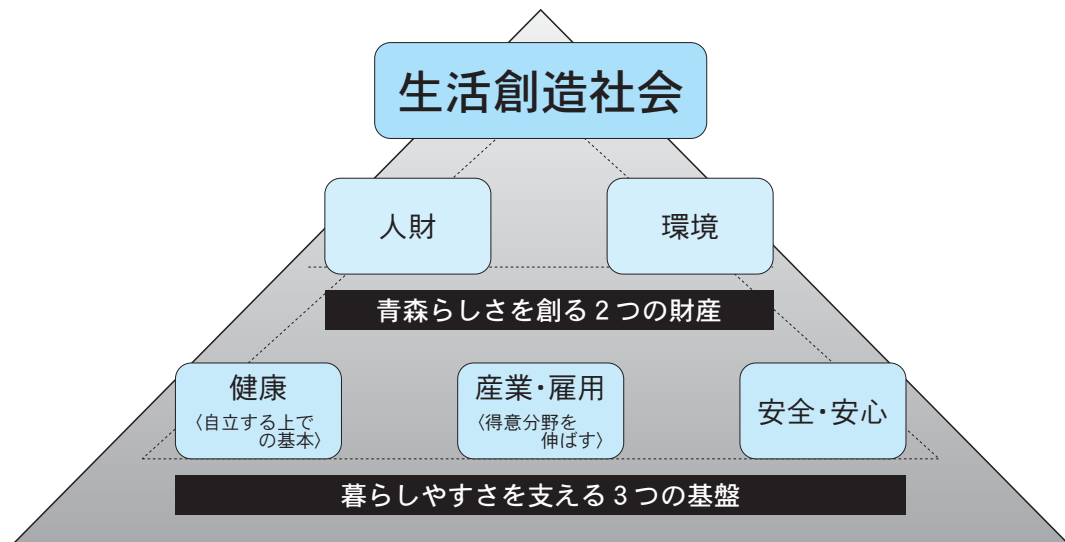 生活創造社会
人財
環境
青森らしさを創る2つの財産
健康
〈自立する上で
の基本〉
産業・雇用
〈得意分野を
伸ばす〉
安全・安心
暮らしやすさを支える3つの基盤